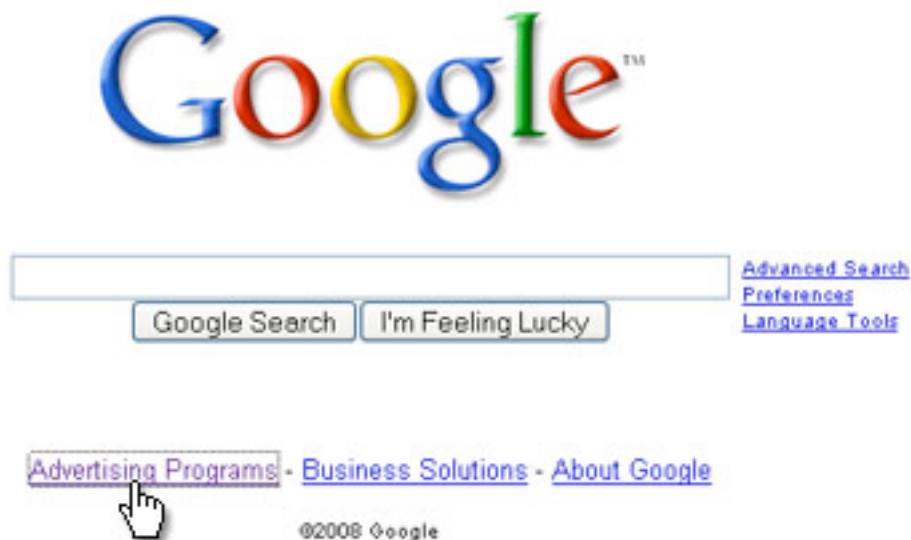 Google™
Advanced Search
Preferences
Google Search I'm Feeling Lucky
Language Tools
Advertising Programs - Business Solutions - About Google
©2008 Google